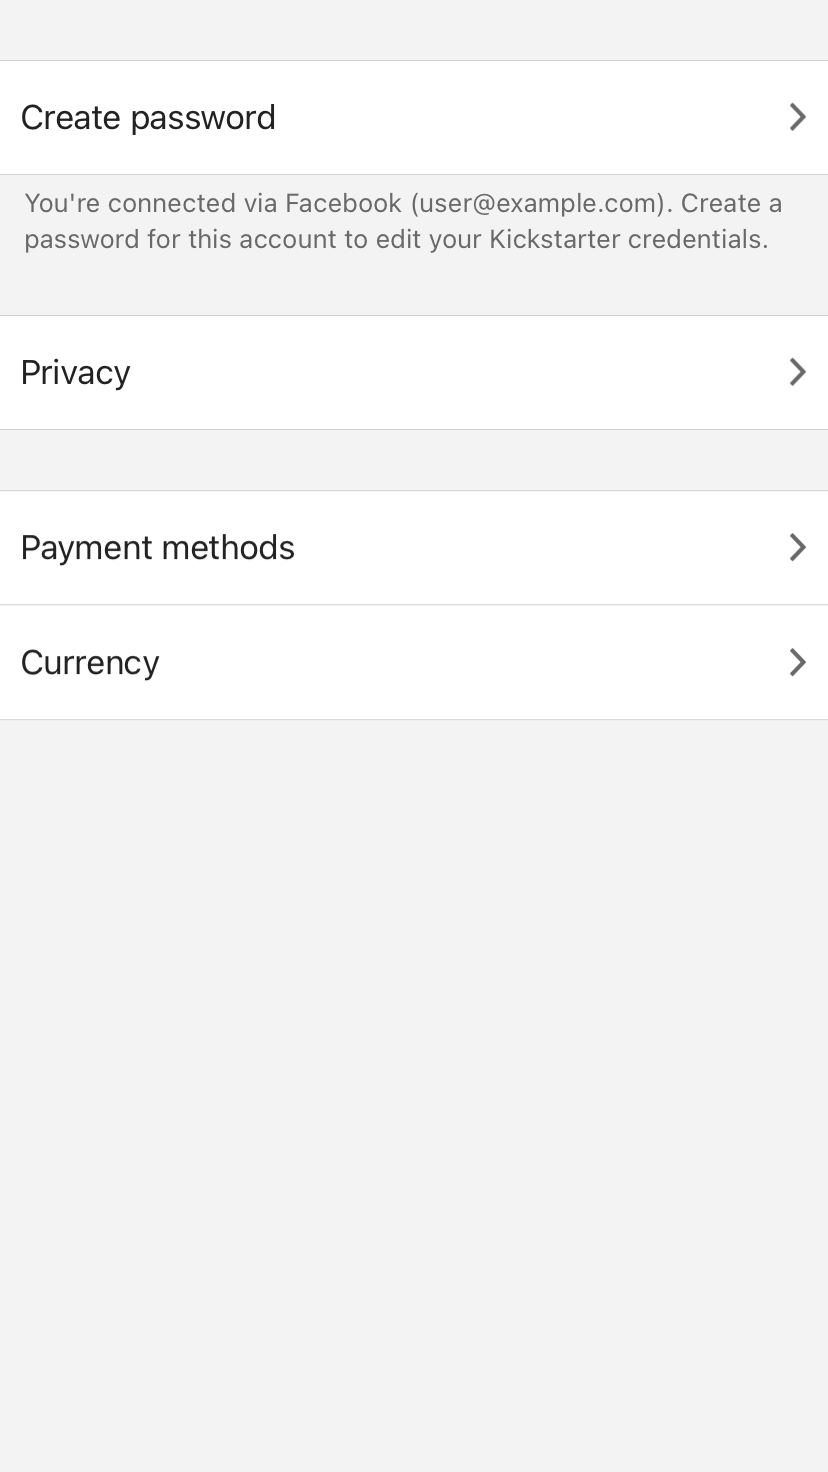 Create password
You're connected via Facebook (user@example.com). Create a
password for this account to edit your Kickstarter credentials.
Privacy
Payment methods
Currency